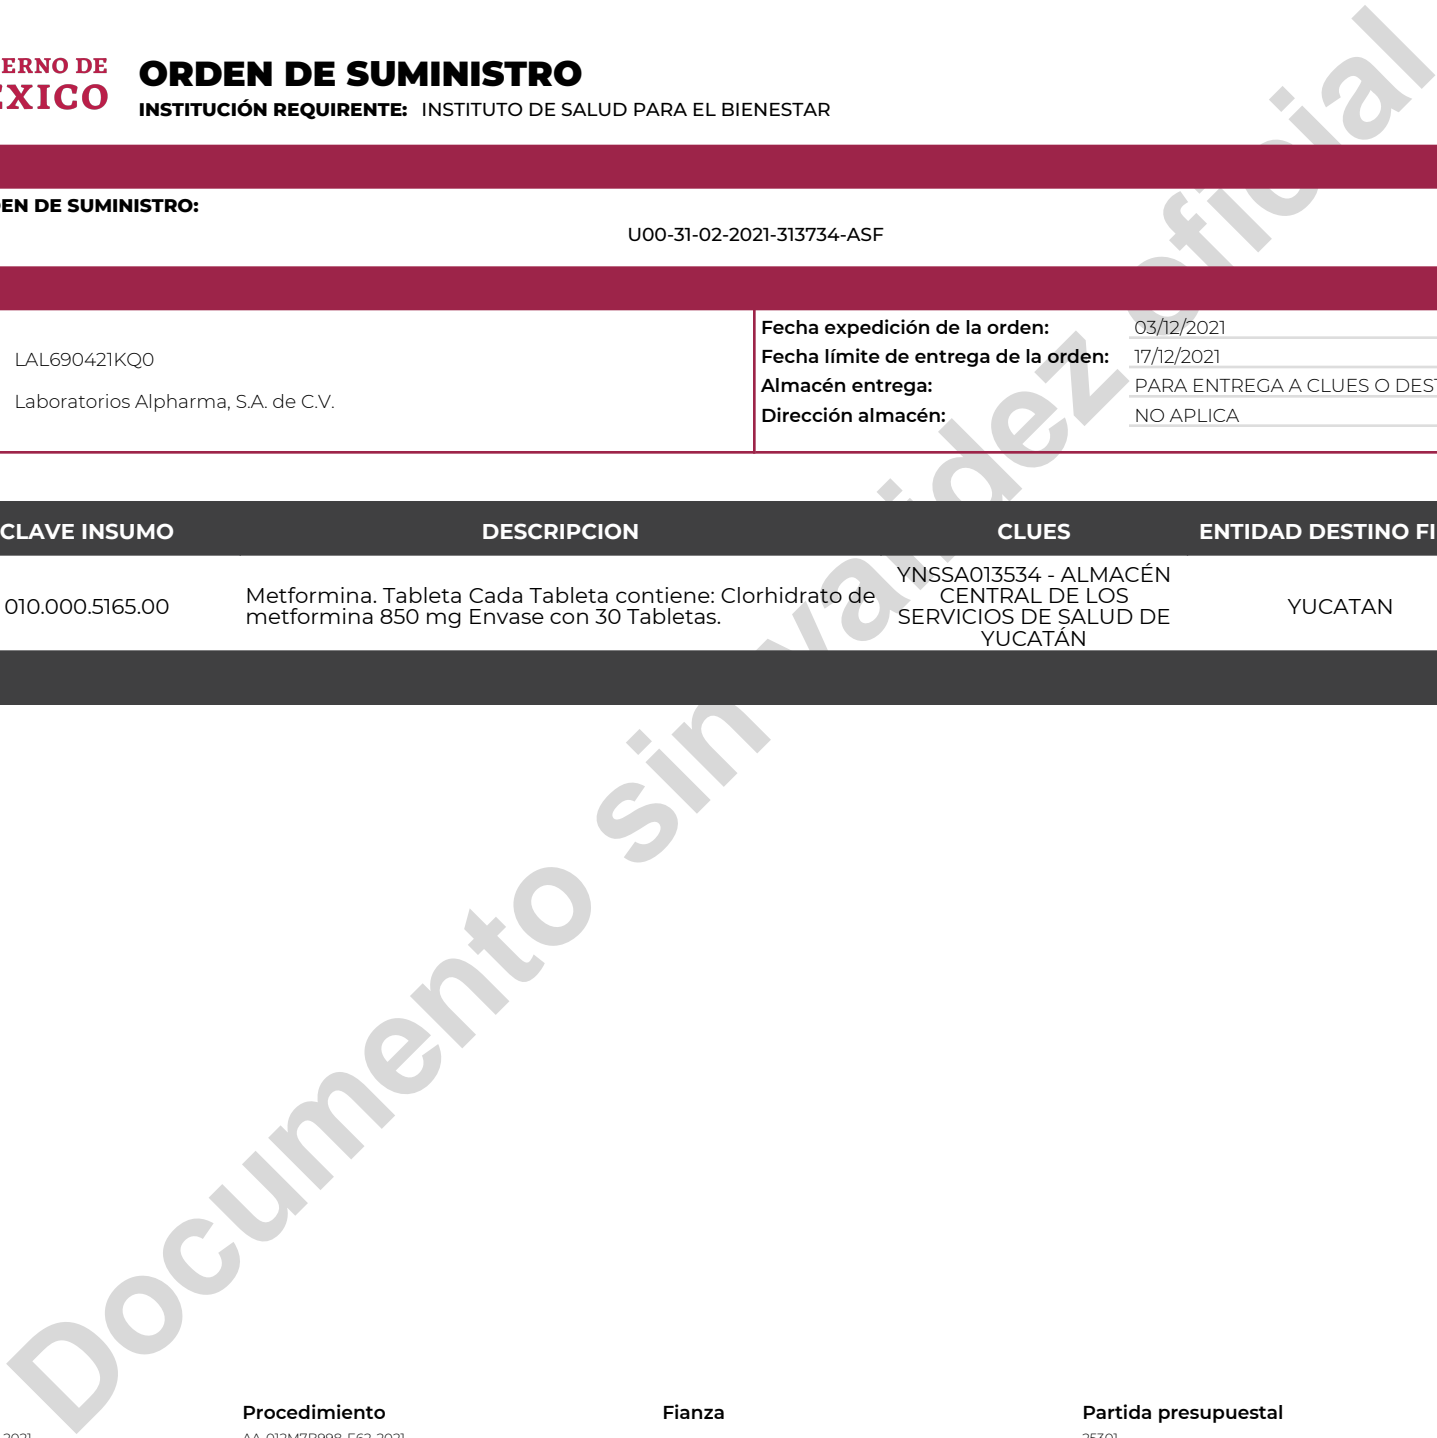 ERNO DE
EXICO
ORDEN DE SUMINISTRO
INSTITUCIÓN REQUIRENTE: INSTITUTO DE SALUD PARA EL BIENESTAR
EN DE SUMINISTRO:
U00-31-02-2021-313734-ASF
LAL690421KQ0
Laboratorios Alpharma, S.A. de C.V.
Fecha expedición de la orden: 03/12/2021
Fecha límite de entrega de la orden: 17/12/2021
Almacén entrega: PARA ENTREGA A CLUES O DEST
Dirección almacén: NO APLICA
CLAVE INSUMO DESCRIPCION CLUES ENTIDAD DESTINO FI
010.000.5165.00
Metformina. Tableta Cada Tableta contiene: Clorhidrato de
metformina 850 mg Envase con 30 Tabletas.
YNSSA013534 - ALMACÉN
CENTRAL DE LOS
SERVICIOS DE SALUD DE
YUCATÁN
YUCATAN
Documento sin validez oficial
Procedimiento Fianza Partida presupuestal